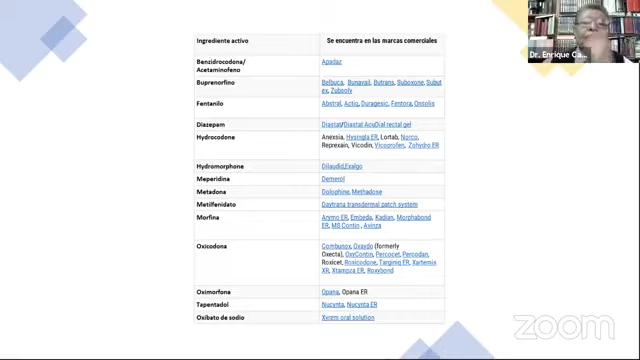 Ingrediente activo Se encuentra en las marcas comerciales
Benzidrocodona/ Apadaz
Acetaminofeno
Buprenorfino Belbuca, Bunavail, Butrans, Suboxone, Subut
ex, Zubsolv
Fentanilo Abstral, Actiq, Duragesic, Fentora, Onsolis
Diazepam Diastat/Diastat AcuDial rectal gel
Hydrocodone Anexsia, Hysingla ER, Lortab, Norco,
Reprexain, Vicodin, Vicoprofen, Zohydro ER
Hydromorphone Dilaudid,Exalgo
Meperidina Demerol
Metadona Dolophine, Methadose
Metilfenidato Daytrana transdermal patch system
Morfina Arymo ER, Embeda, Kadian, Morphabond
ER, MS Contin , Avinza
Oxicodona Combunox, Oxaydo (formerly
Oxecta), OxyContin, Percocet, Percodan,
Roxicet, Roxicodone, Targiniq ER, Xartemis
XR, Xtampza ER, Roxybond
Oximorfona Opana, Opana ER
Tapentadol Nucynta, Nucynta ER
Oxibato de sodio Xyrem oral solution
Dr. Enrique Ca...
zoom